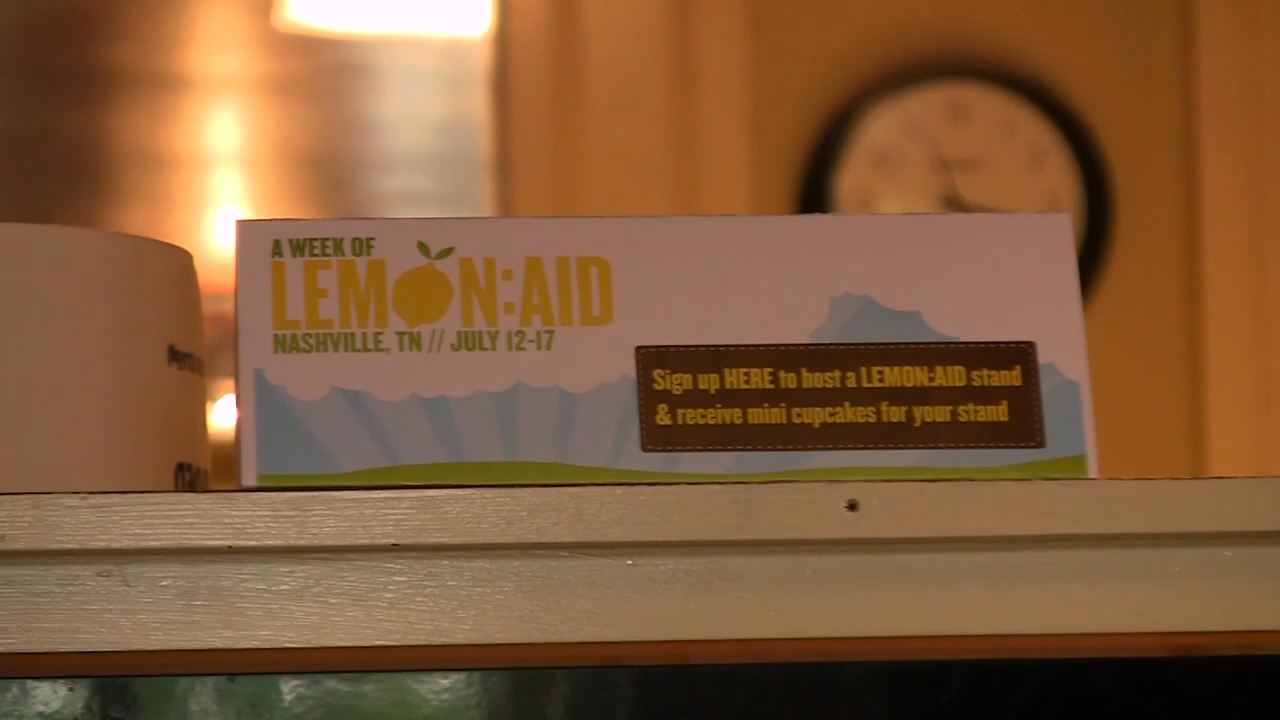 A WEEK OF
LEMON:AID
NASHVILLE, TN // JULY 12-17
Sign up HERE to host a LEMON:AID stand
& receive mini cupcakes for your stand